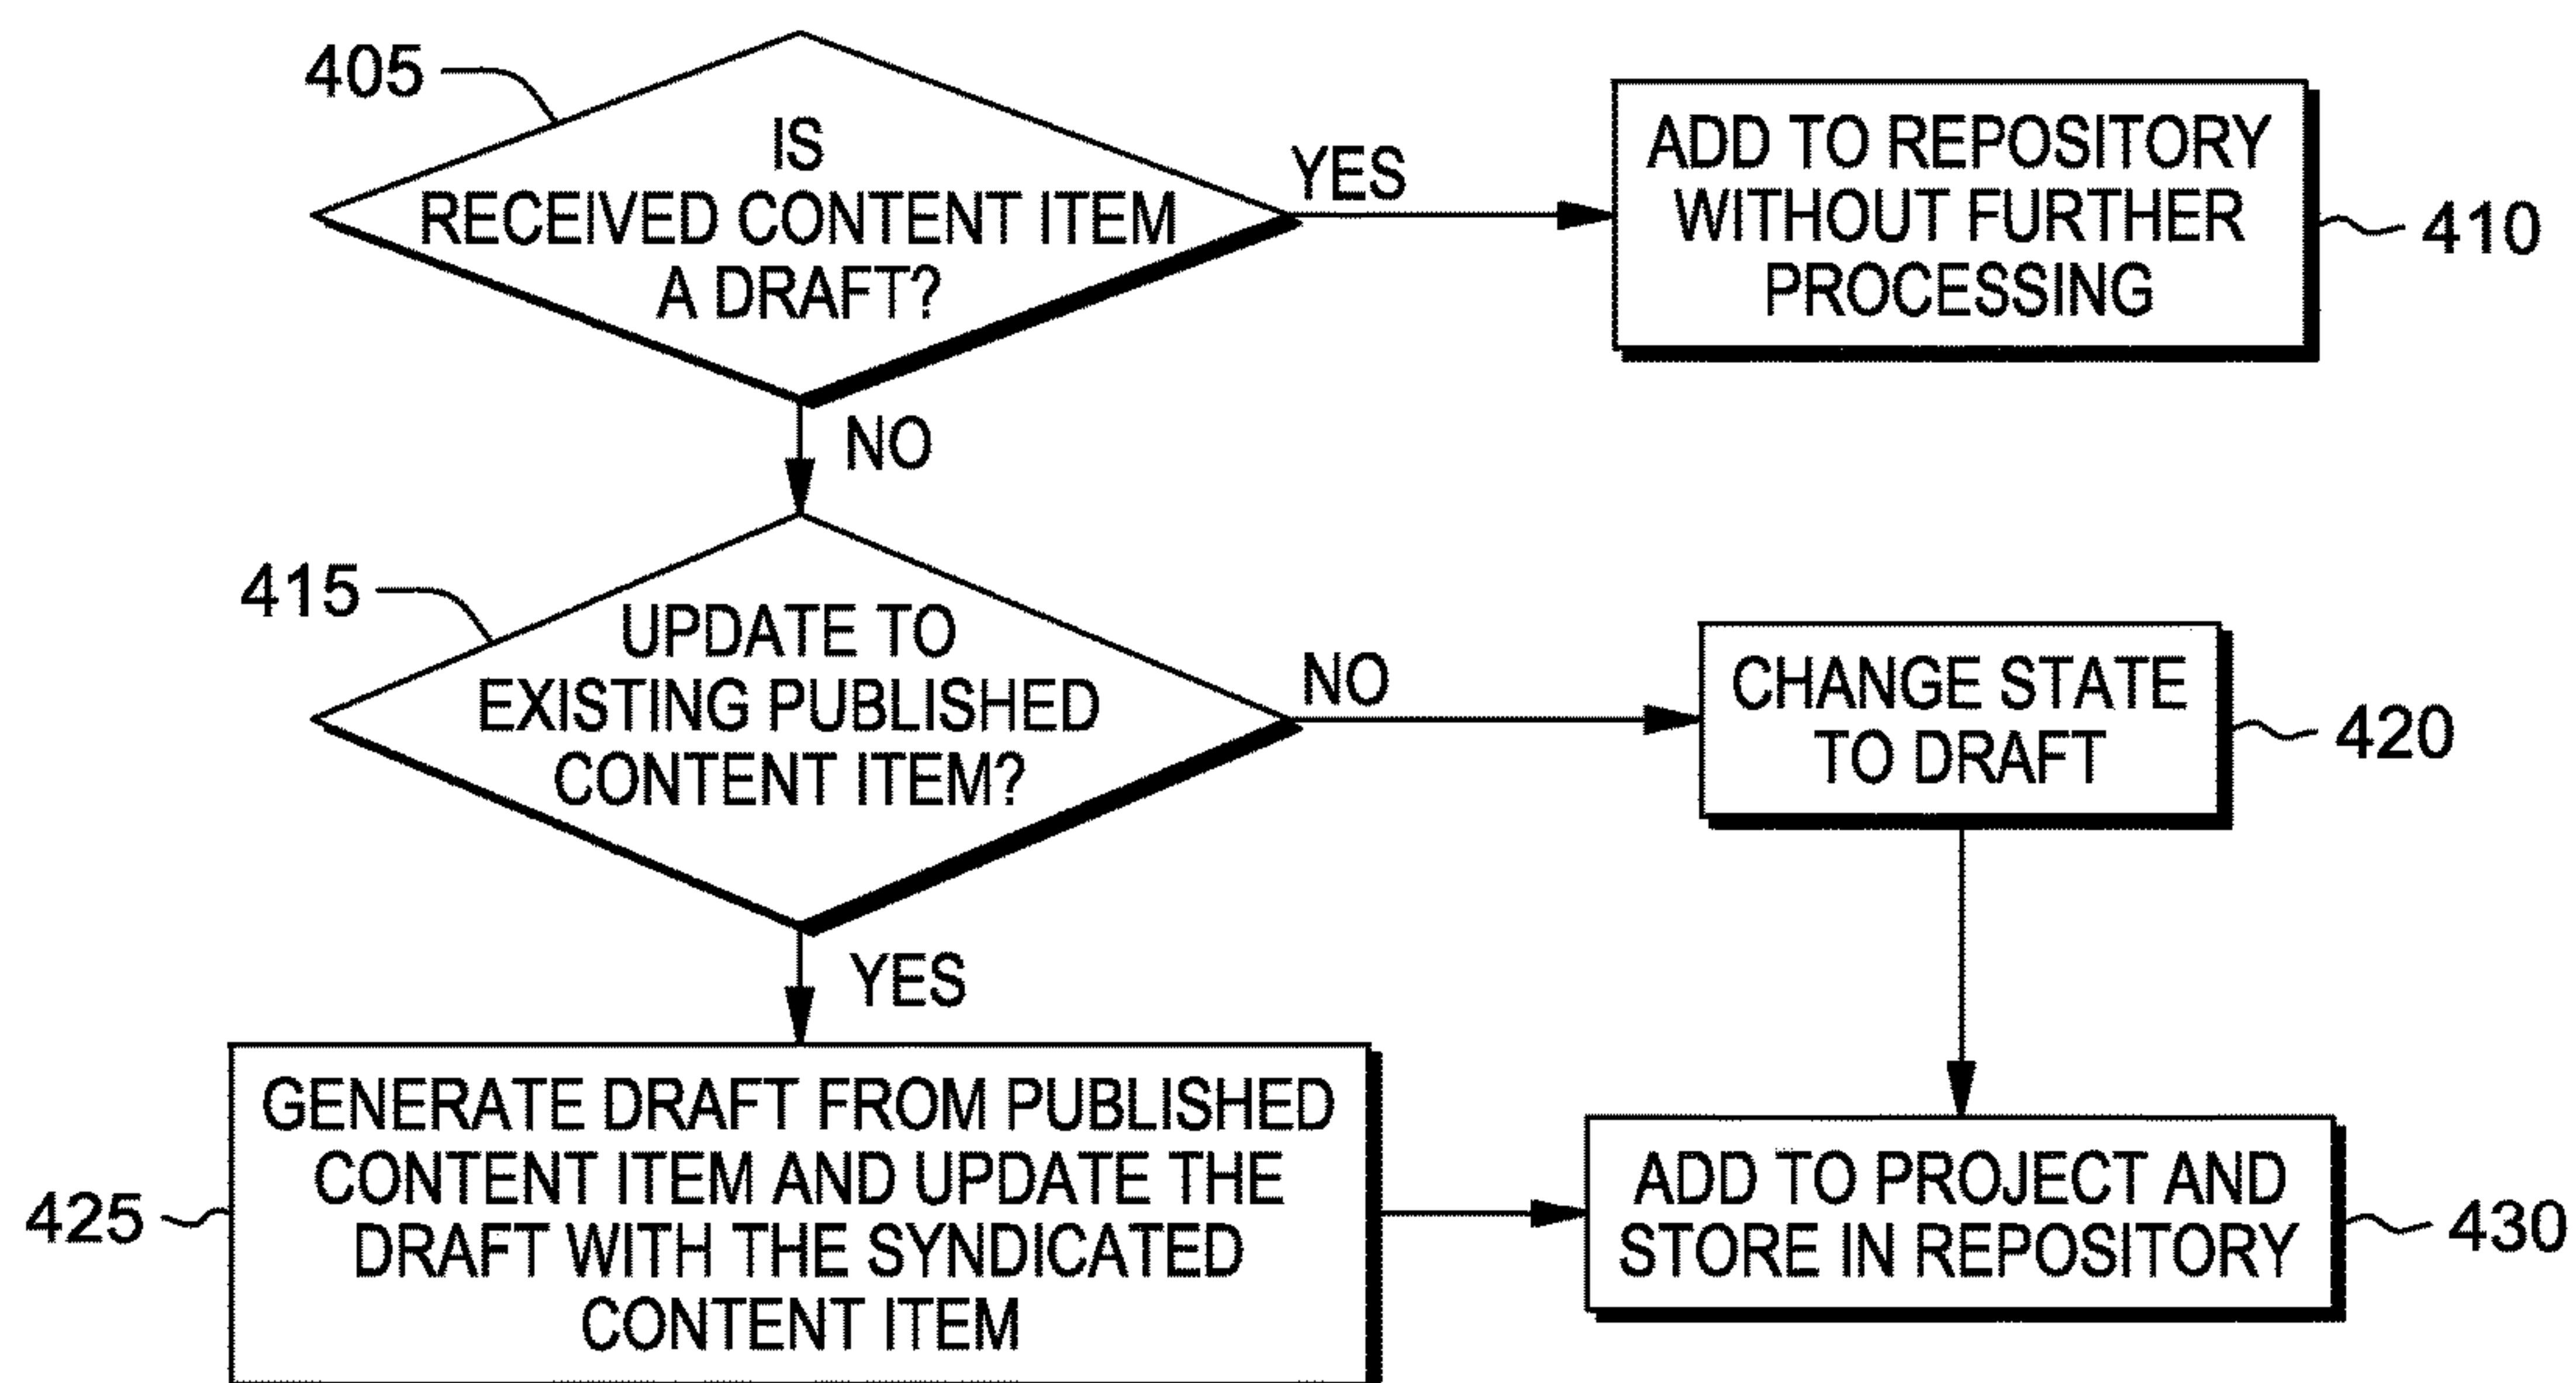 405
IS
RECEIVED CONTENT ITEM
A DRAFT?
YES
ADD TO REPOSITORY
WITHOUT FURTHER
PROCESSING
410
NO
415
UPDATE TO
EXISTING PUBLISHED
CONTENT ITEM?
NO
CHANGE STATE
TO DRAFT
420
YES
425
GENERATE DRAFT FROM PUBLISHED
CONTENT ITEM AND UPDATE THE
DRAFT WITH THE SYNDICATED
CONTENT ITEM
ADD TO PROJECT AND
STORE IN REPOSITORY
430